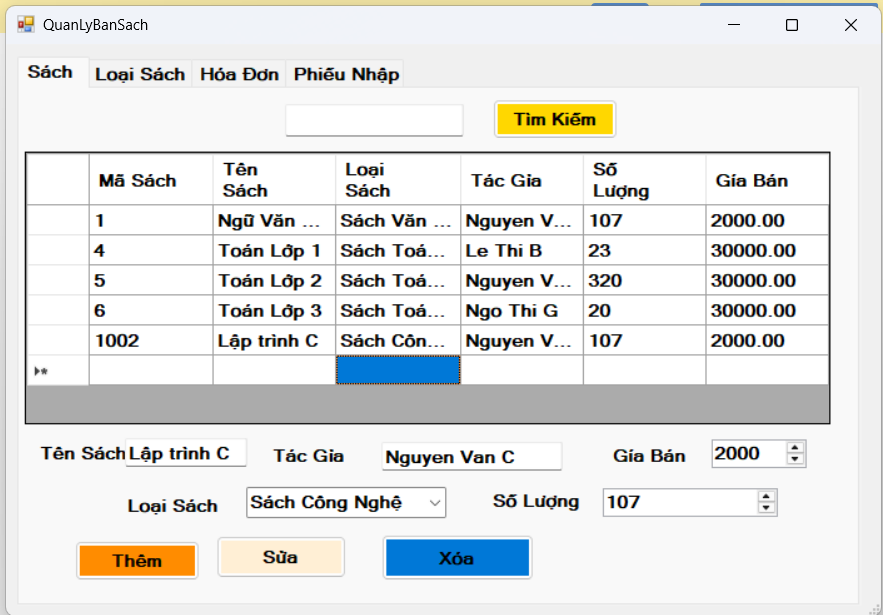 QuanLyBanSach
Sách Loại Sách Hóa Đơn Phiếu Nhập
Tìm Kiếm
Mã Sách Tên Sách Loại Sách Tác Gia Số Lượng Gía Bán
1 Ngữ Văn ... Sách Văn ... Nguyen V... 107 2000.00
4 Toán Lớp 1 Sách Toá... Le Thi B 23 30000.00
5 Toán Lớp 2 Sách Toá... Nguyen V... 320 30000.00
6 Toán Lớp 3 Sách Toá... Ngo Thi G 20 30000.00
1002 Lập trình C Sách Côn... Nguyen V... 107 2000.00
Tên Sách Lập trình C Tác Gia Nguyen Van C Gía Bán 2000
Loại Sách Sách Công Nghệ Số Lượng 107
Thêm Sửa Xóa